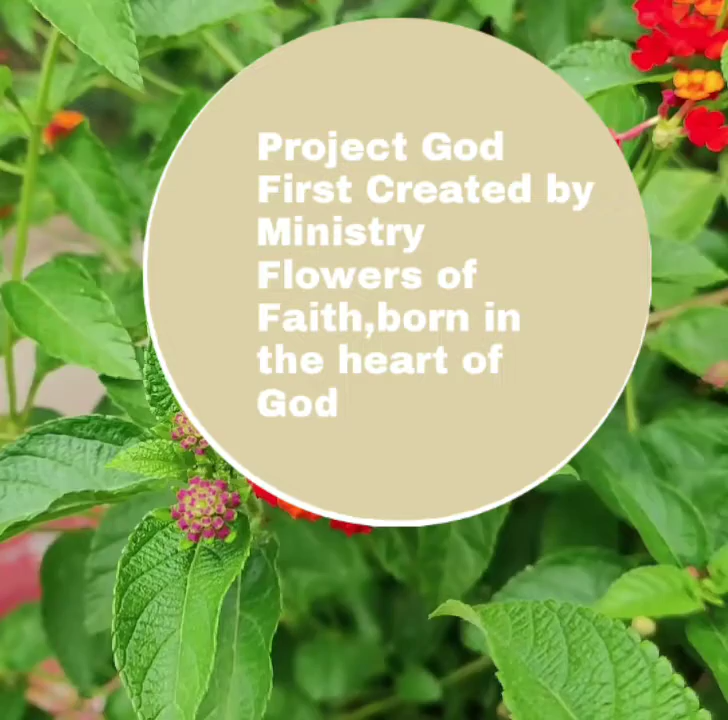 Project God
First Created by
Ministry
Flowers of
Faith,born in
the heart of
God